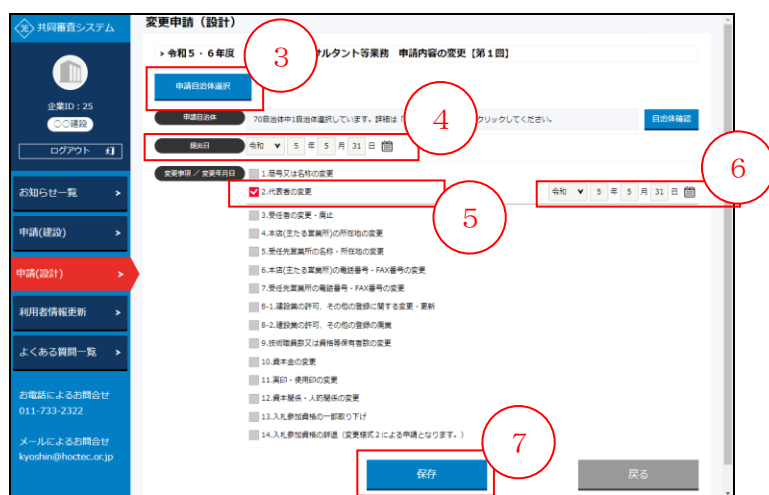 JE 共同審査システム
企業ID:25
〇〇建設
ログアウト
お知らせ一覧 >
申請(建設) >
申請(設計) >
利用者情報更新 >
よくある質問一覧 >
お電話によるお問合せ
011-733-2322
メールによるお問合せ
kyoshin@hoctec.or.jp
変更申請(設計)
> 令和5・6年度 サルタント等業務 申請内容の変更【第1回】
③
申請自治体選択
申請自治体 70自治体中1自治体選択しています。詳細は クリックしてください。 自治体確認
④
提出日 令和 ▼ 5 年 5 月 31 日
⑥
変更事項/変更年月日 1.商号又は名称の変更
2.代表者の変更 令和 ▼ 5 年 5 月 31 日
⑤
3.受任者の変更・廃止
4.本店(主たる営業所)の所在地の変更
5.受任先営業所の名称・所在地の変更
6.本店(主たる営業所)の電話番号・FAX番号の変更
7.受任先営業所の電話番号・FAX番号の変更
8-1.建設業の許可、その他の登録に関する変更・更新
8-2.建設業の許可、その他の登録の廃業
9.技術職員数又は資格等保有者数の変更
10.資本金の変更
11.実印・使用印の変更
12.資本関係・人的関係の変更
13.入札参加資格の一部取り下げ
14.入札参加資格の辞退(変更様式2による申請となります。)
⑦
保存 戻る